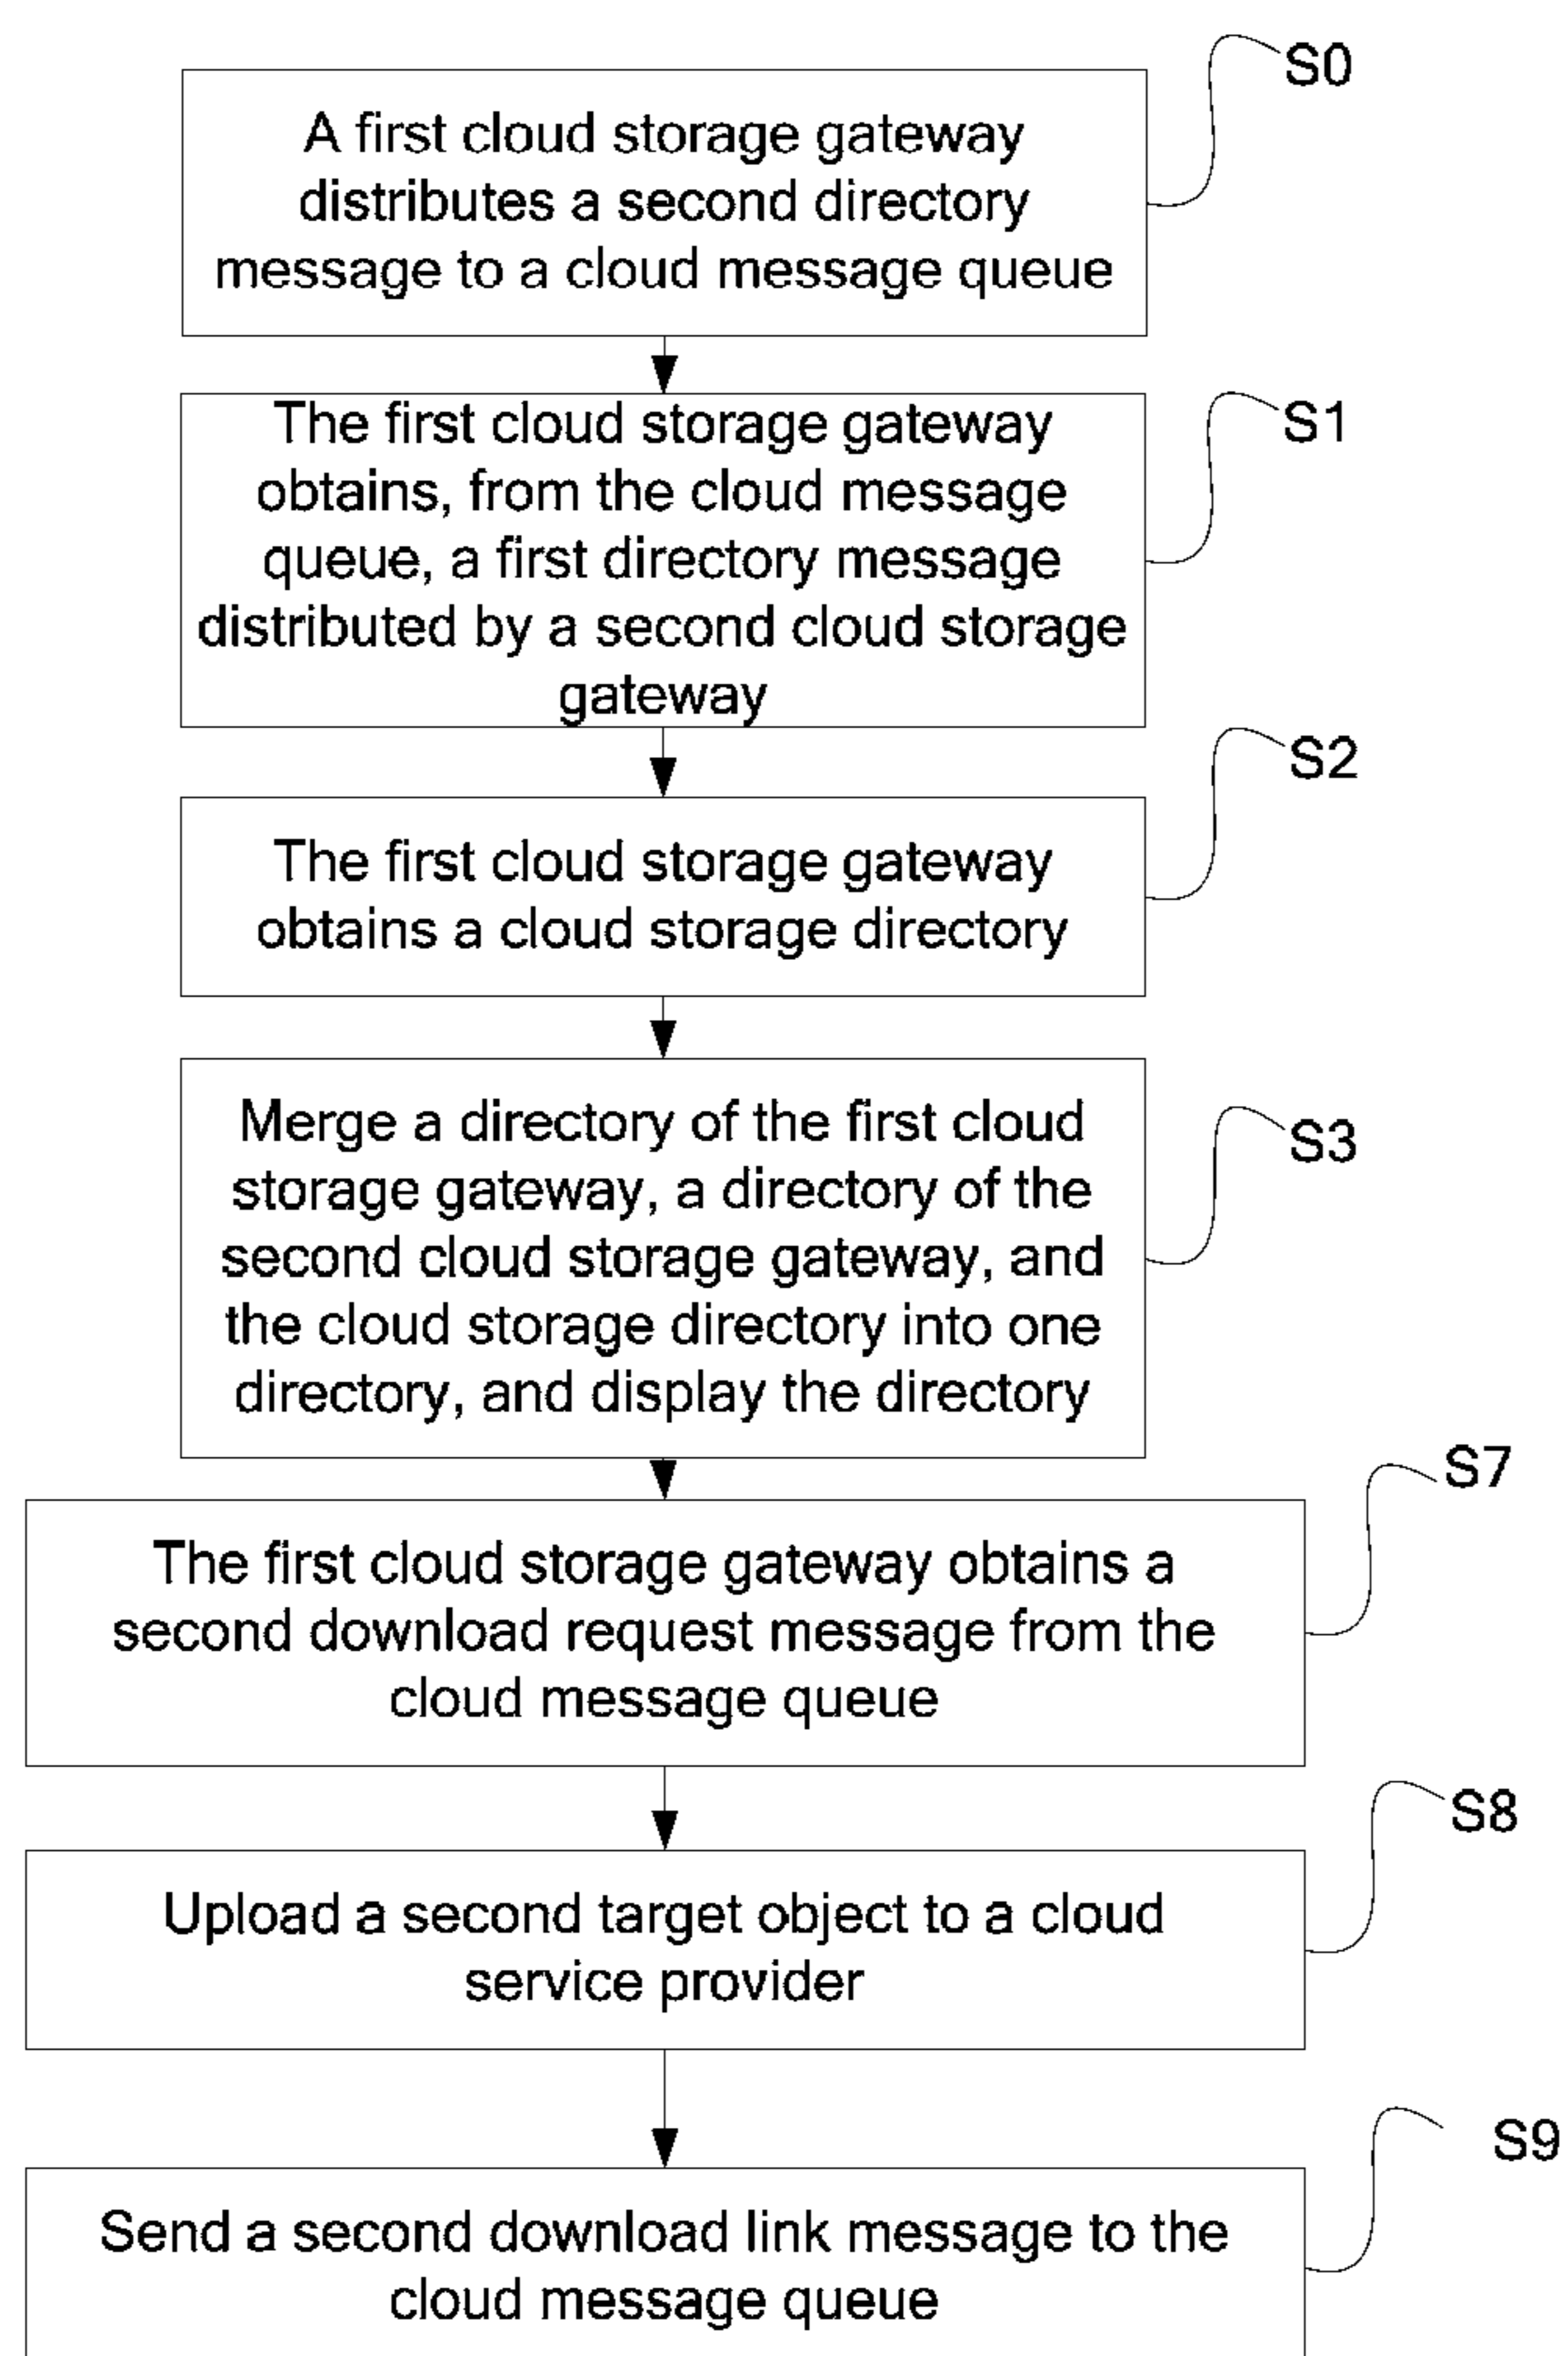 S0
A first cloud storage gateway
distributes a second directory
message to a cloud message queue
S1
The first cloud storage gateway
obtains, from the cloud message
queue, a first directory message
distributed by a second cloud storage
gateway
S2
The first cloud storage gateway
obtains a cloud storage directory
S3
Merge a directory of the first cloud
storage gateway, a directory of the
second cloud storage gateway, and
the cloud storage directory into one
directory, and display the directory
S7
The first cloud storage gateway obtains a
second download request message from the
cloud message queue
S8
Upload a second target object to a cloud
service provider
S9
Send a second download link message to the
cloud message queue